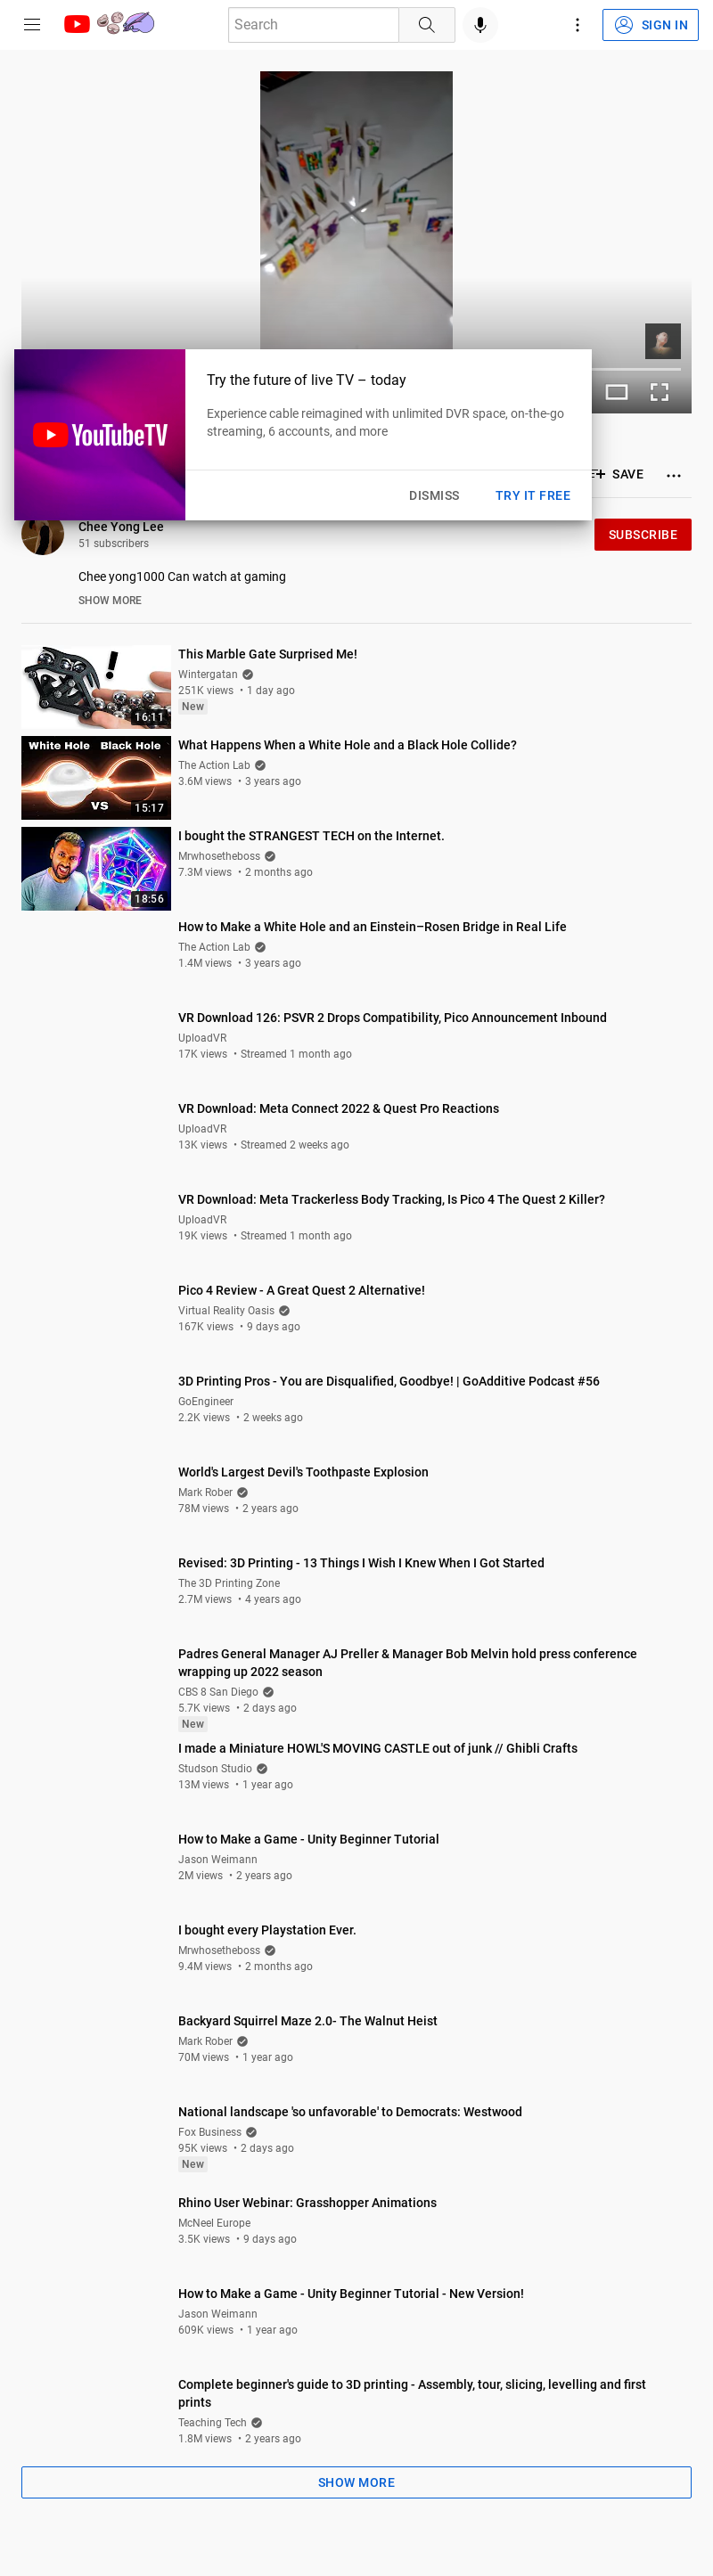 Search
SIGN IN
YouTubeTV
Try the future of live TV – today
Experience cable reimagined with unlimited DVR space, on-the-go
streaming, 6 accounts, and more
DISMISS
TRY IT FREE
SAVE
Chee Yong Lee
51 subscribers
SUBSCRIBE
Chee yong1000 Can watch at gaming
SHOW MORE
16:11
This Marble Gate Surprised Me!
Wintergatan
251K views • 1 day ago
New
White Hole Black Hole
VS
15:17
What Happens When a White Hole and a Black Hole Collide?
The Action Lab
3.6M views • 3 years ago
18:56
I bought the STRANGEST TECH on the Internet.
Mrwhosetheboss
7.3M views • 2 months ago
How to Make a White Hole and an Einstein–Rosen Bridge in Real Life
The Action Lab
1.4M views • 3 years ago
VR Download 126: PSVR 2 Drops Compatibility, Pico Announcement Inbound
UploadVR
17K views • Streamed 1 month ago
VR Download: Meta Connect 2022 & Quest Pro Reactions
UploadVR
13K views • Streamed 2 weeks ago
VR Download: Meta Trackerless Body Tracking, Is Pico 4 The Quest 2 Killer?
UploadVR
19K views • Streamed 1 month ago
Pico 4 Review - A Great Quest 2 Alternative!
Virtual Reality Oasis
167K views • 9 days ago
3D Printing Pros - You are Disqualified, Goodbye! | GoAdditive Podcast #56
GoEngineer
2.2K views • 2 weeks ago
World's Largest Devil's Toothpaste Explosion
Mark Rober
78M views • 2 years ago
Revised: 3D Printing - 13 Things I Wish I Knew When I Got Started
The 3D Printing Zone
2.7M views • 4 years ago
Padres General Manager AJ Preller & Manager Bob Melvin hold press conference
wrapping up 2022 season
CBS 8 San Diego
5.7K views • 2 days ago
New
I made a Miniature HOWL'S MOVING CASTLE out of junk // Ghibli Crafts
Studson Studio
13M views • 1 year ago
How to Make a Game - Unity Beginner Tutorial
Jason Weimann
2M views • 2 years ago
I bought every Playstation Ever.
Mrwhosetheboss
9.4M views • 2 months ago
Backyard Squirrel Maze 2.0- The Walnut Heist
Mark Rober
70M views • 1 year ago
National landscape 'so unfavorable' to Democrats: Westwood
Fox Business
95K views • 2 days ago
New
Rhino User Webinar: Grasshopper Animations
McNeel Europe
3.5K views • 9 days ago
How to Make a Game - Unity Beginner Tutorial - New Version!
Jason Weimann
609K views • 1 year ago
Complete beginner's guide to 3D printing - Assembly, tour, slicing, levelling and first
prints
Teaching Tech
1.8M views • 2 years ago
SHOW MORE